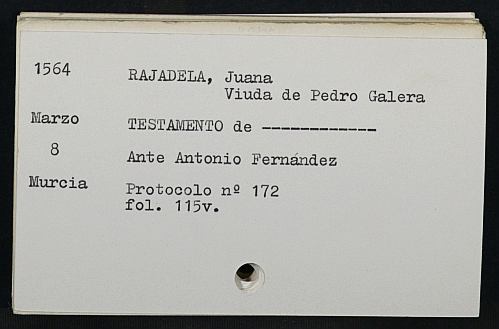 1564 RAJADELA, Juana
Viuda de Pedro Galera
Marzo TESTAMENTO de ------------
8 Ante Antonio Fernández
Murcia Protocolo nº 172
fol. 115v.